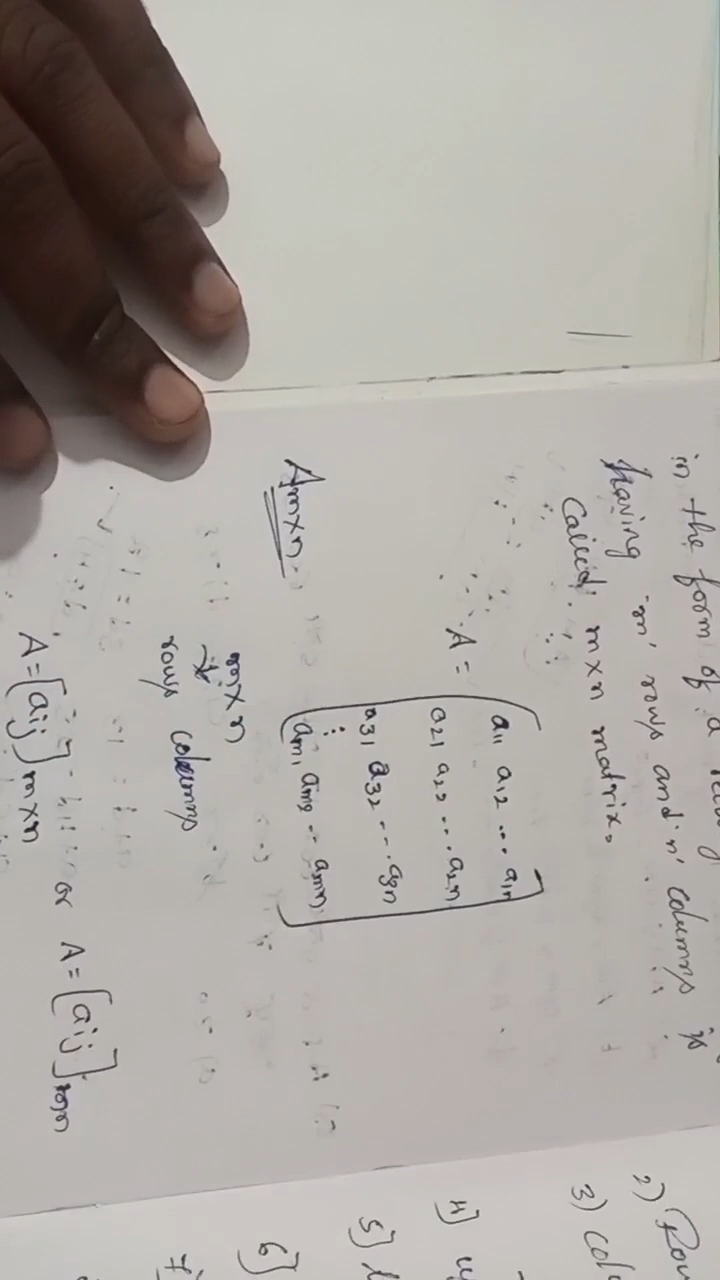 in the form of a
having 'm' rows and 'n' columns is
called m×n matrix.
A = [a11 a12 ... a1n
a21 a22 ... a2n
a31 a32 ... a3n
⋮
am1 am2 .. amn]
Am×n
m×n
rows columns
A = [aij] m×n or A = [aij] m,n
2) Row
3) Col
4)
5)
6)
7)